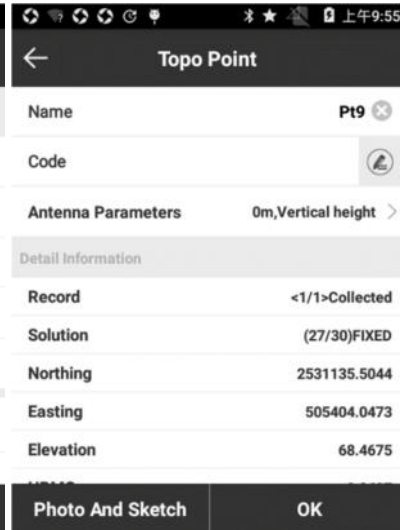 上午9:55
Topo Point
Name Pt9
Code
Antenna Parameters 0m,Vertical height >
Detail Information
Record <1/1>Collected
Solution (27/30)FIXED
Northing 2531135.5044
Easting 505404.0473
Elevation 68.4675
Photo And Sketch OK